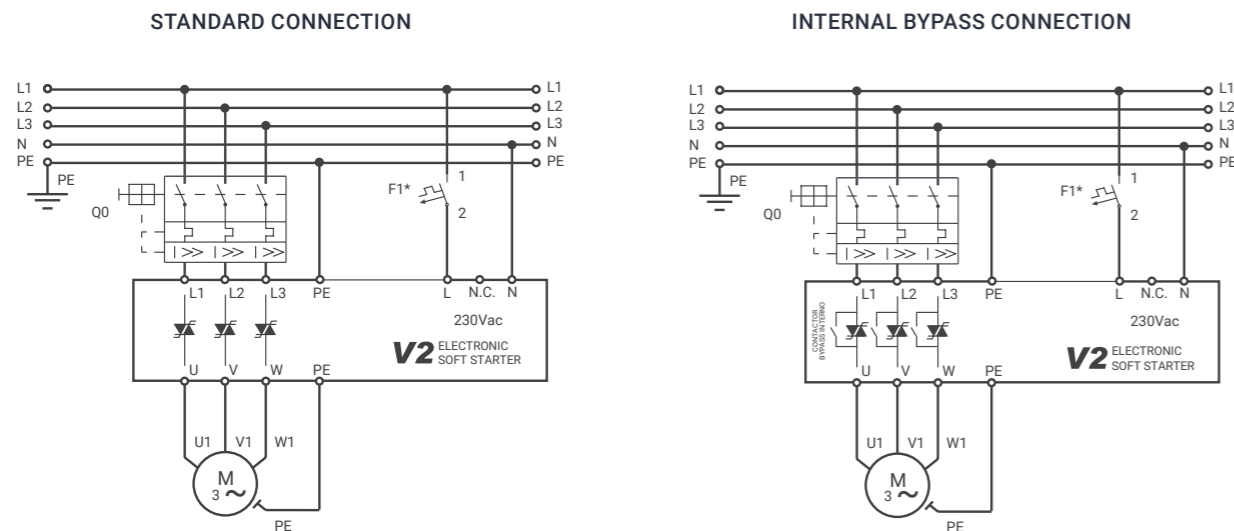 STANDARD CONNECTION
L1 L1
L2 L2
L3 L3
N N
PE PE
PE
Q0
I >> I >> I >>
F1*
1
2
L1 L2 L3 PE L N.C. N
230Vac
V2 ELECTRONIC
SOFT STARTER
U V W PE
U1 V1 W1
M
3 ~
PE
INTERNAL BYPASS CONNECTION
L1 L1
L2 L2
L3 L3
N N
PE PE
PE
Q0
I >> I >> I >>
F1*
1
2
L1 L2 L3 PE L N.C. N
CONTACTOR
BYPASS INTERNO
230Vac
V2 ELECTRONIC
SOFT STARTER
U V W PE
U1 V1 W1
M
3 ~
PE